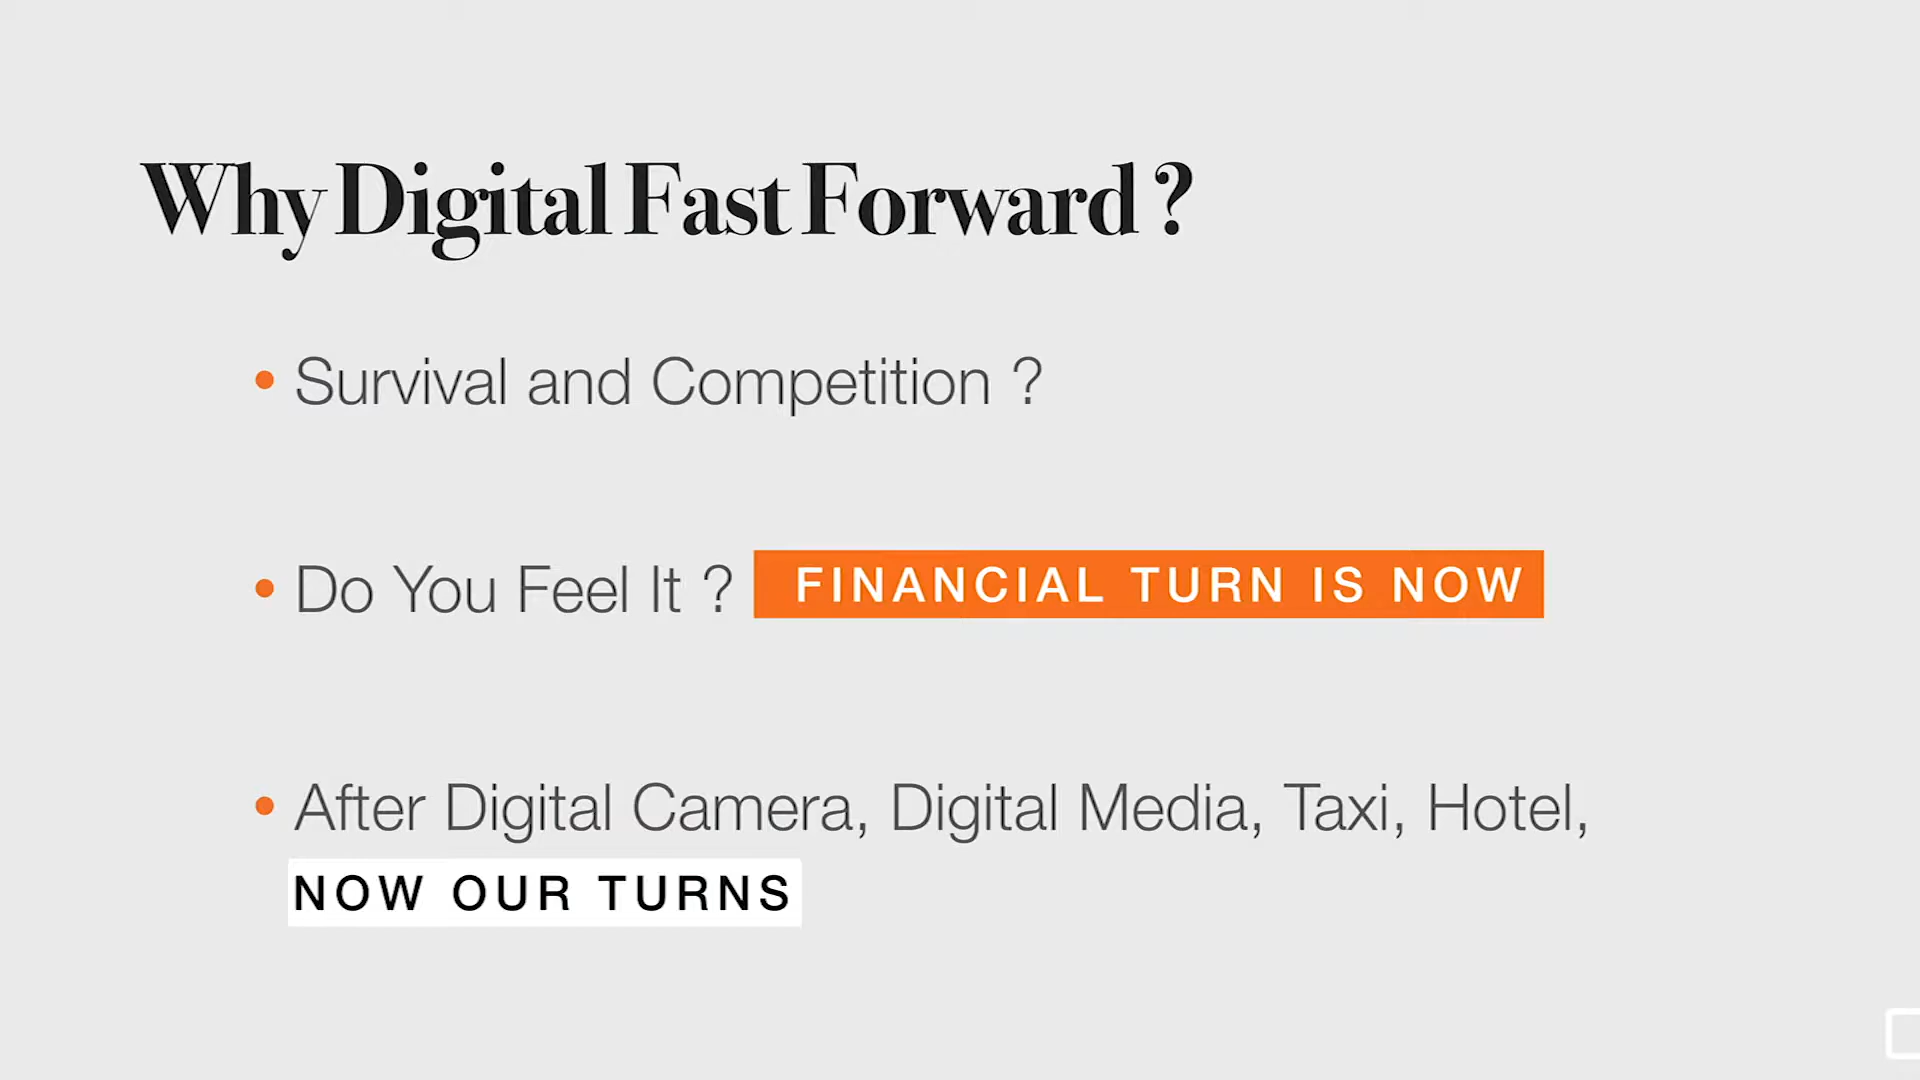 Why Digital Fast Forward ?
• Survival and Competition ?
• Do You Feel It ? FINANCIAL TURN IS NOW
• After Digital Camera, Digital Media, Taxi, Hotel,
NOW OUR TURNS